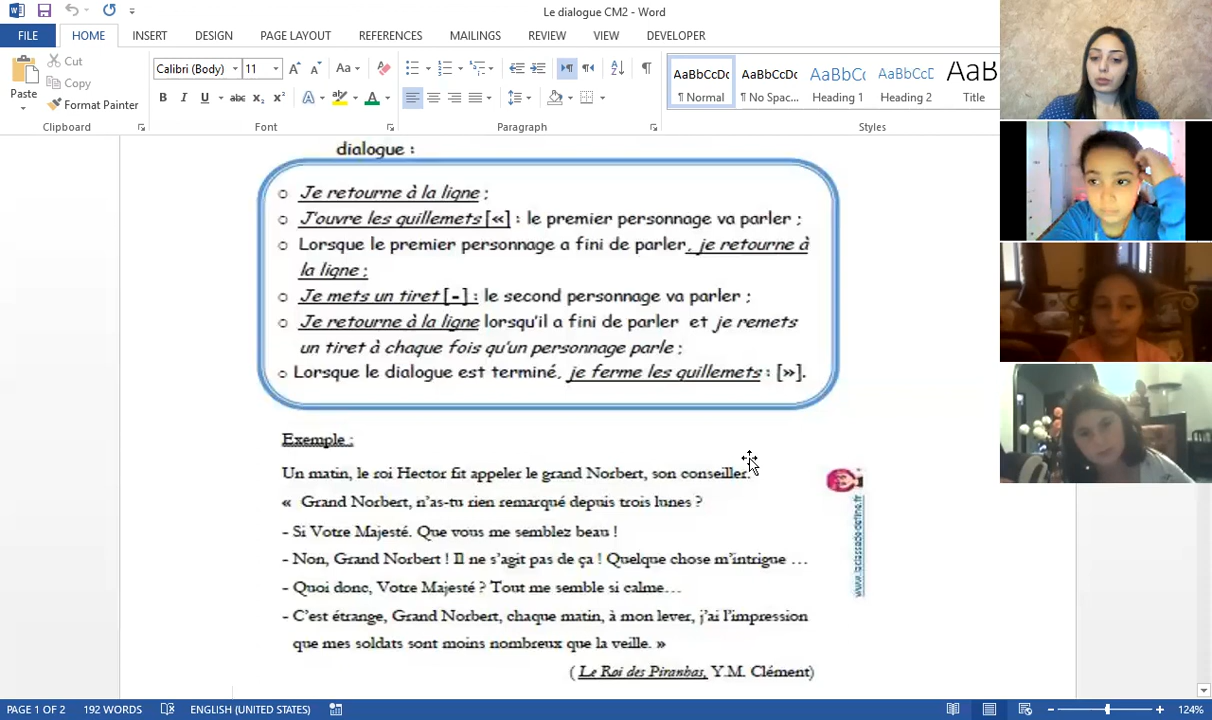 Le dialogue CM2 - Word
FILE HOME INSERT DESIGN PAGE LAYOUT REFERENCES MAILINGS REVIEW VIEW DEVELOPER
Paste
Cut
Copy
Format Painter
Calibri (Body) 11
AaBbCcDc AaBbCcDc AaBbCc AaBbCcD AaB
¶ Normal ¶ No Spac... Heading 1 Heading 2 Title
Clipboard Font Paragraph Styles
dialogue :
o Je retourne à la ligne ;
o J'ouvre les guillemets [«] : le premier personnage va parler ;
o Lorsque le premier personnage a fini de parler, je retourne à
la ligne ;
o Je mets un tiret [-] : le second personnage va parler ;
o Je retourne à la ligne lorsqu'il a fini de parler et je remets
un tiret à chaque fois qu'un personnage parle ;
o Lorsque le dialogue est terminé, je ferme les guillemets : [»].
Exemple :
Un matin, le roi Hector fit appeler le grand Norbert, son conseiller.
« Grand Norbert, n'as-tu rien remarqué depuis trois lunes ?
- Si Votre Majesté. Que vous me semblez beau !
- Non, Grand Norbert ! Il ne s'agit pas de ça ! Quelque chose m'intrigue …
- Quoi donc, Votre Majesté ? Tout me semble si calme…
- C'est étrange, Grand Norbert, chaque matin, à mon lever, j'ai l'impression
que mes soldats sont moins nombreux que la veille. »
( Le Roi des Piranhas, Y.M. Clément)
www.laclassedeline.fr
PAGE 1 OF 2 192 WORDS ENGLISH (UNITED STATES) 124%